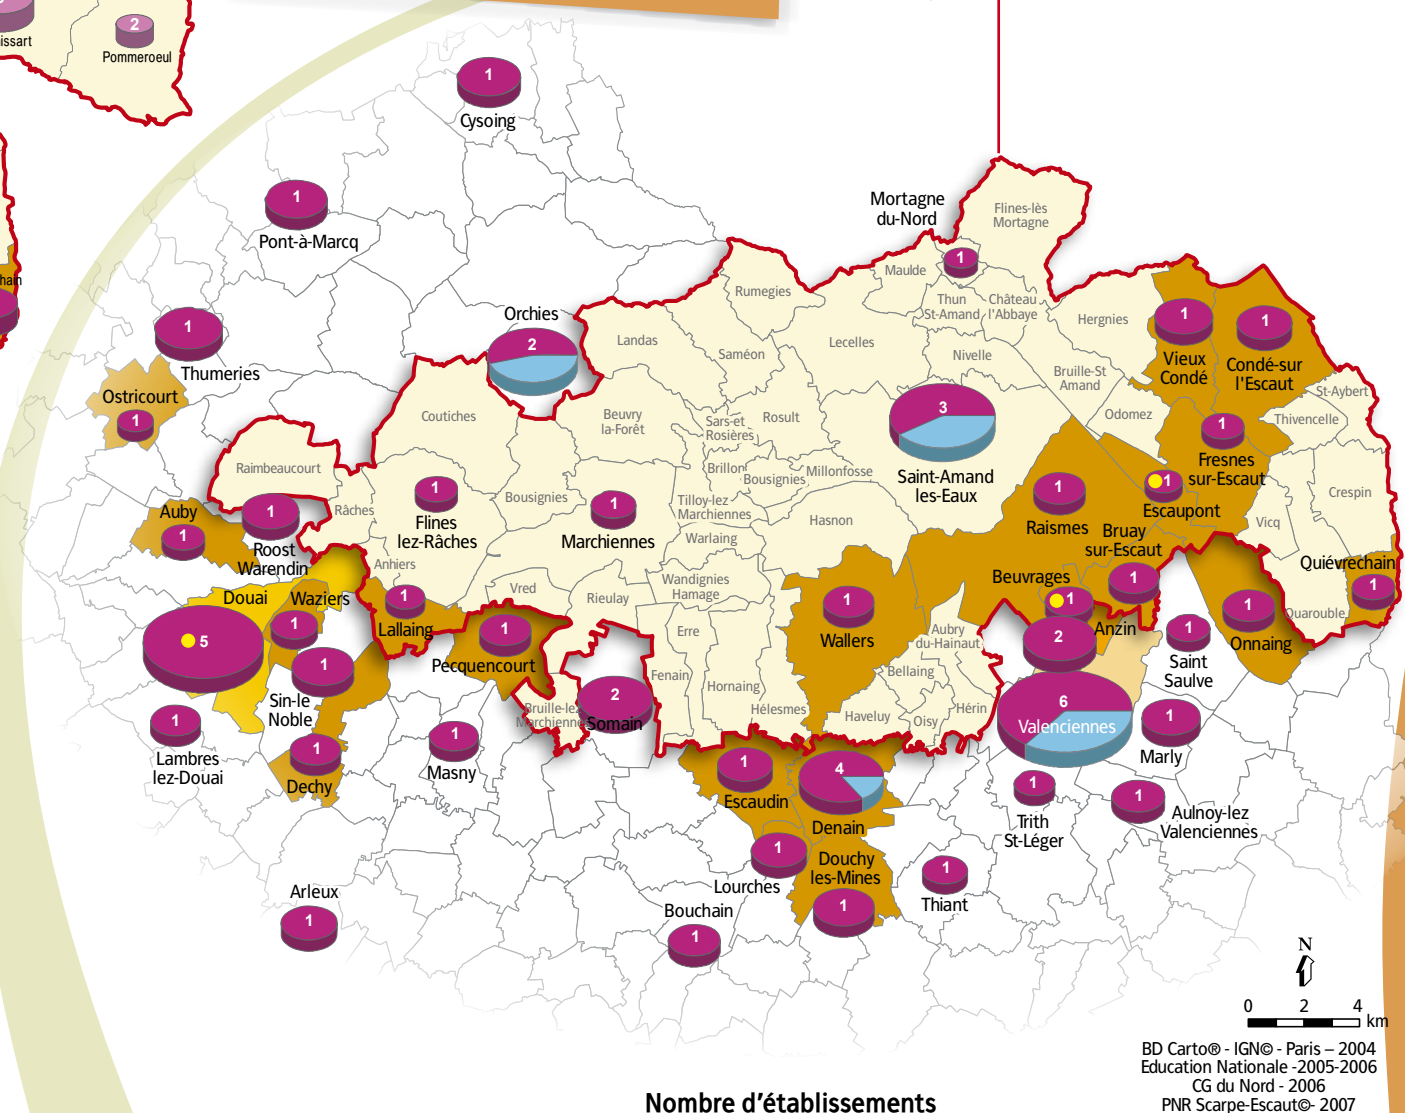 issart
2
Pommeroeul
hain
1
Cysoing
1
Pont-à-Marcq
Mortagne
du-Nord
Flines-lès
Mortagne
1
Maulde
Rumegies
Thun
St-Amand
Château
l'Abbaye
Hergnies
1
Vieux
Condé
1
Condé-sur
l'Escaut
Orchies
2
Landas
Saméon
Lecelles
Nivelle
Bruille-St
Amand
St-Aybert
1
Thumeries
Ostricourt
1
Coutiches
Beuvry
la-Forêt
Sars-et
Rosières
Rosult
3
Saint-Amand
les-Eaux
Odomez
1
Fresnes
sur-Escaut
Thivencelle
Raimbeaucourt
Brillon
Bousignies
Millonfosse
Crespin
1
Flines
lez-Râches
Bousignies
1
Marchiennes
Tilloy-lez
Marchiennes
Hasnon
1
Raismes
1
Escaupont
Vicq
Auby
1
1
Roost
Warendin
Râches
Warlaing
Bruay
sur-Escaut
1
Anhiers
Vred
Wandignies
Hamage
Beuvrages
1
Quiévrechain
1
Douai
5
Waziers
1
1
Lallaing
Rieulay
1
Wallers
Anzin
2
1
Saint
Saulve
1
Onnaing
Quarouble
1
Pecquencourt
Erre
Aubry
du-Hainaut
Bellaing
1
Sin-le
Noble
Fenain
Hornaing
Hélesmes
Haveluy
Oisy
Hérin
6
Valenciennes
Bruille-lez
Marchiennes
2
Somain
1
Lambres
lez-Douai
1
Dechy
1
Masny
1
Marly
1
Escaudin
4
Denain
1
Trith
St-Léger
1
Aulnoy-lez
Valenciennes
1
Lourches
Douchy
les-Mines
1
1
Thiant
Arleux
1
Bouchain
1
N
0 2 4
km
BD Carto® - IGN© - Paris – 2004
Education Nationale -2005-2006
CG du Nord - 2006
PNR Scarpe-Escaut©- 2007
Nombre d'établissements